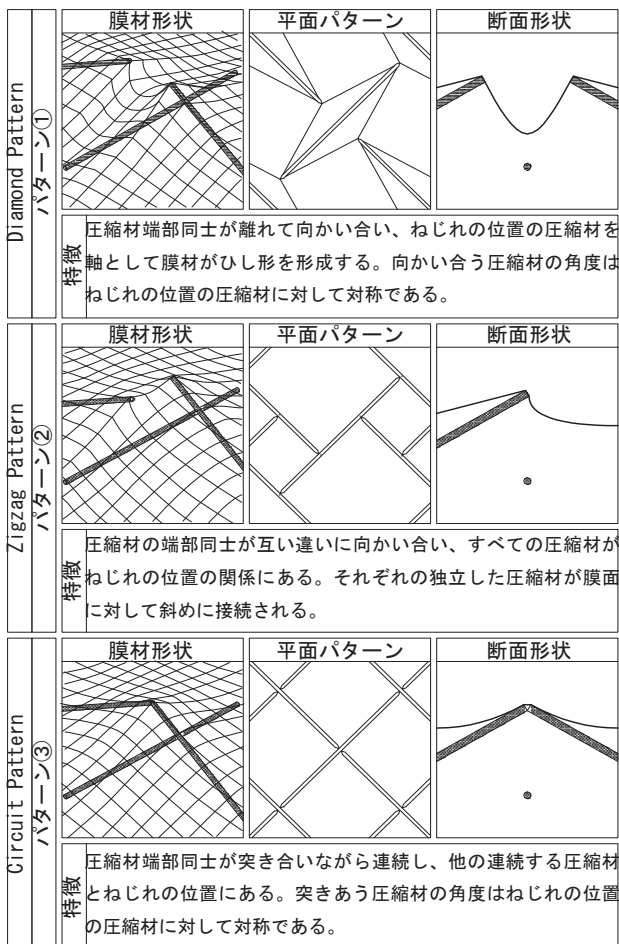 Diamond Pattern
パターン①
膜材形状
平面パターン
断面形状
特徴
圧縮材端部同士が離れて向かい合い、ねじれの位置の圧縮材を
軸として膜材がひし形を形成する。向かい合う圧縮材の角度は
ねじれの位置の圧縮材に対して対称である。
Zigzag Pattern
パターン②
膜材形状
平面パターン
断面形状
特徴
圧縮材の端部同士が互い違いに向かい合い、すべての圧縮材が
ねじれの位置の関係にある。それぞれの独立した圧縮材が膜面
に対して斜めに接続される。
Circuit Pattern
パターン③
膜材形状
平面パターン
断面形状
特徴
圧縮材端部同士が突き合いながら連続し、他の連続する圧縮材
とねじれの位置にある。突きあう圧縮材の角度はねじれの位置
の圧縮材に対して対称である。